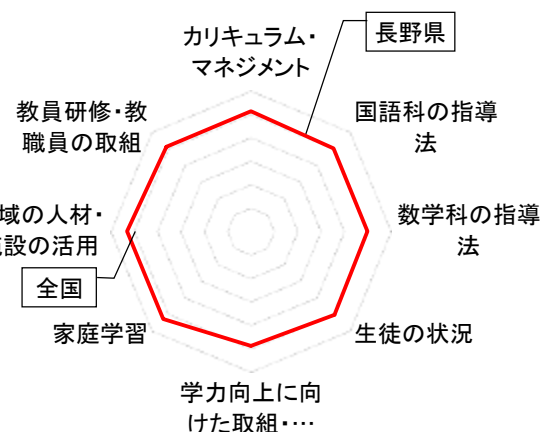 長野県
カリキュラム・
マネジメント
国語科の指導
法
数学科の指導
法
生徒の状況
学力向上に向
けた取組・…
家庭学習
全国
域の人材・
設の活用
教員研修・教
職員の取組